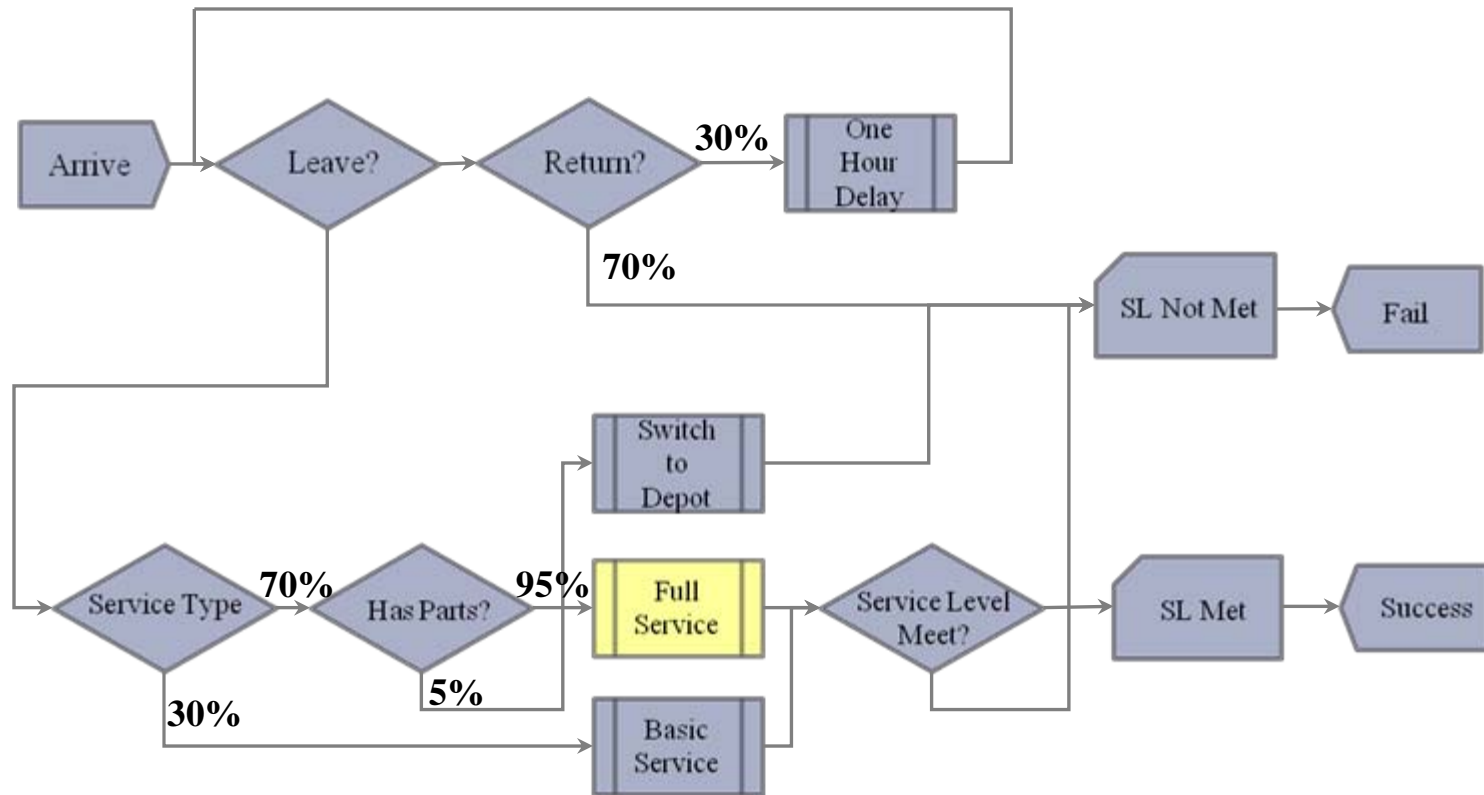 Arrive
Leave?
Return?
30%
One
Hour
Delay
70%
SL Not Met
Fail
Switch
to
Depot
Service Type
70%
Has Parts?
95%
Full
Service
Service Level
Meet?
SL Met
Success
5%
30%
Basic
Service